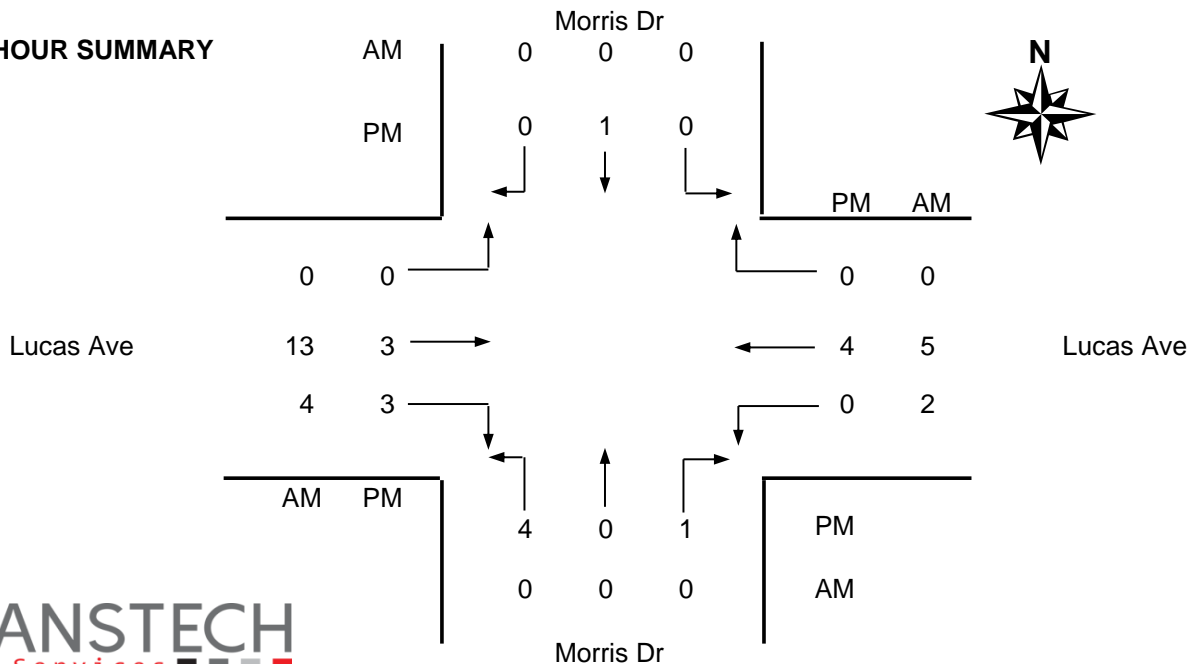 Morris Dr
HOUR SUMMARY AM 0 0 0 N
PM 0 1 0
PM AM
0 0 0 0
Lucas Ave 13 3 4 5 Lucas Ave
4 3 0 2
AM PM
4 0 1 PM
0 0 0 AM
ANSTECH
Services
Morris Dr